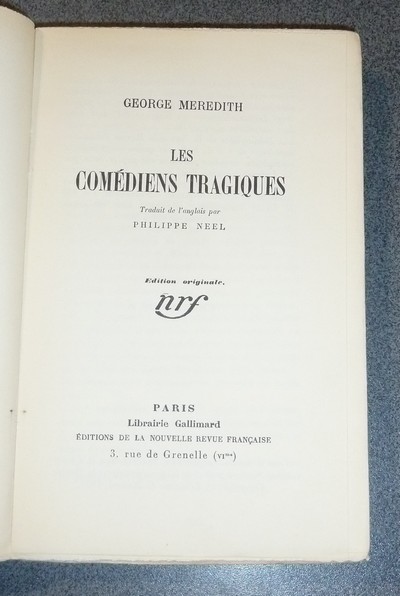 GEORGE MEREDITH
LES
COMÉDIENS TRAGIQUES
Traduit de l'anglais par
PHILIPPE NEEL
Edition originale.
nrf
PARIS
Librairie Gallimard
ÉDITIONS DE LA NOUVELLE REVUE FRANÇAISE
3. rue de Grenelle (VIme)